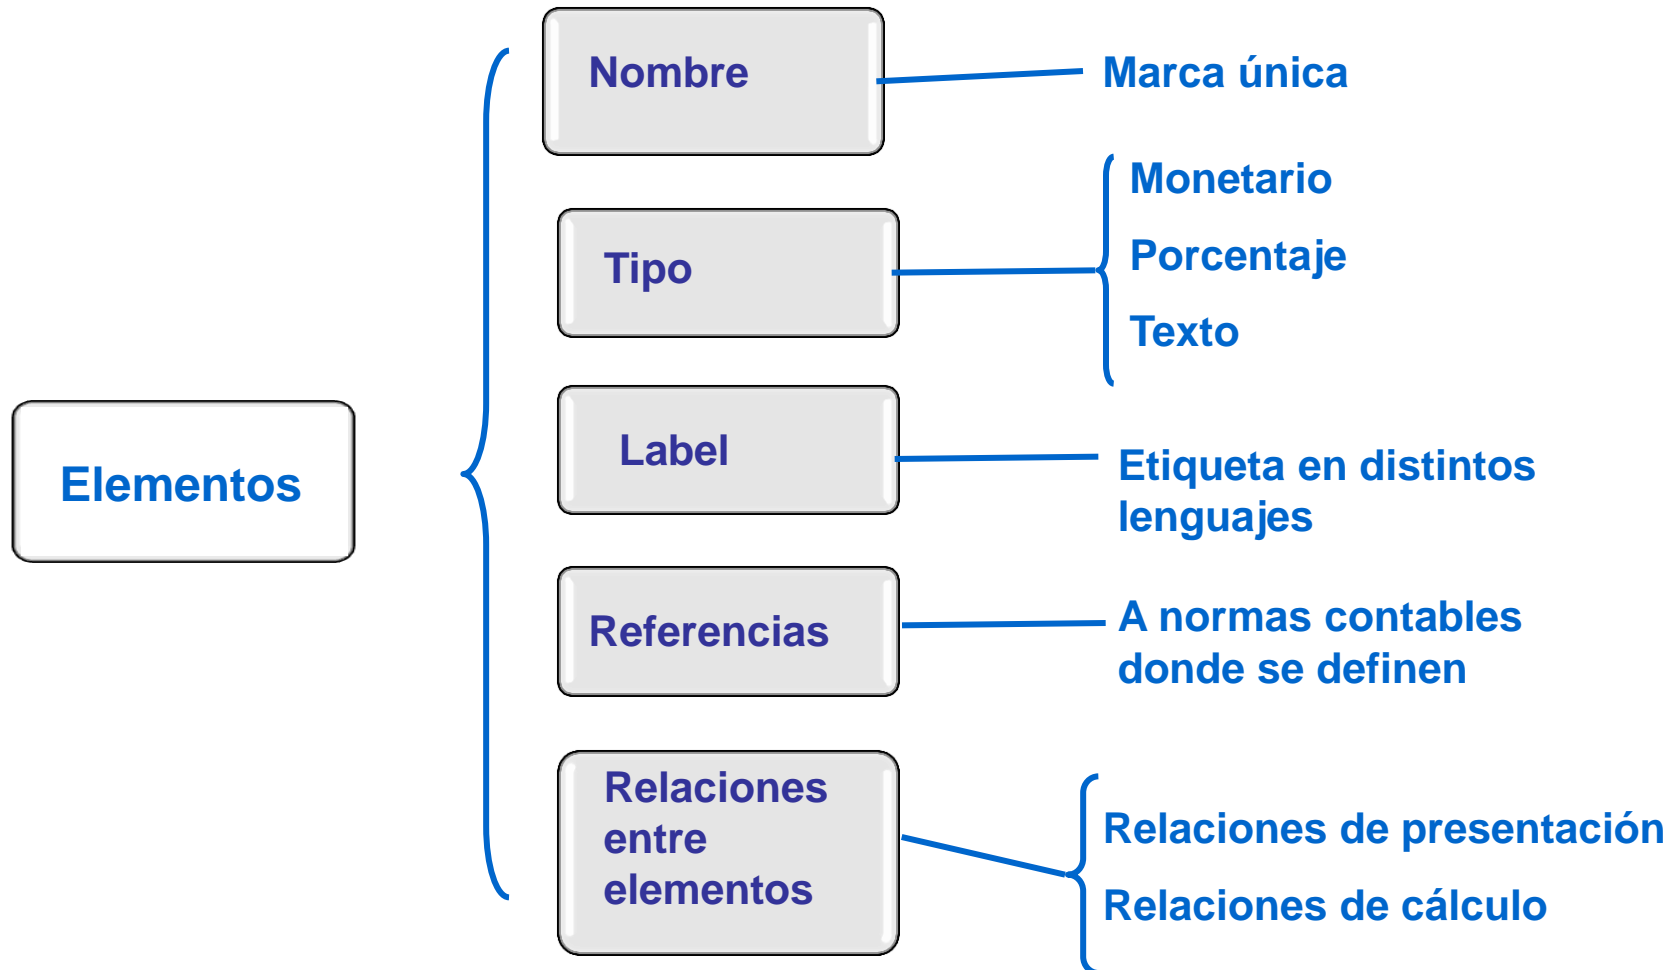 Elementos
Nombre
Marca única
Tipo
Monetario
Porcentaje
Texto
Label
Etiqueta en distintos
lenguajes
Referencias
A normas contables
donde se definen
Relaciones
entre
elementos
Relaciones de presentación
Relaciones de cálculo